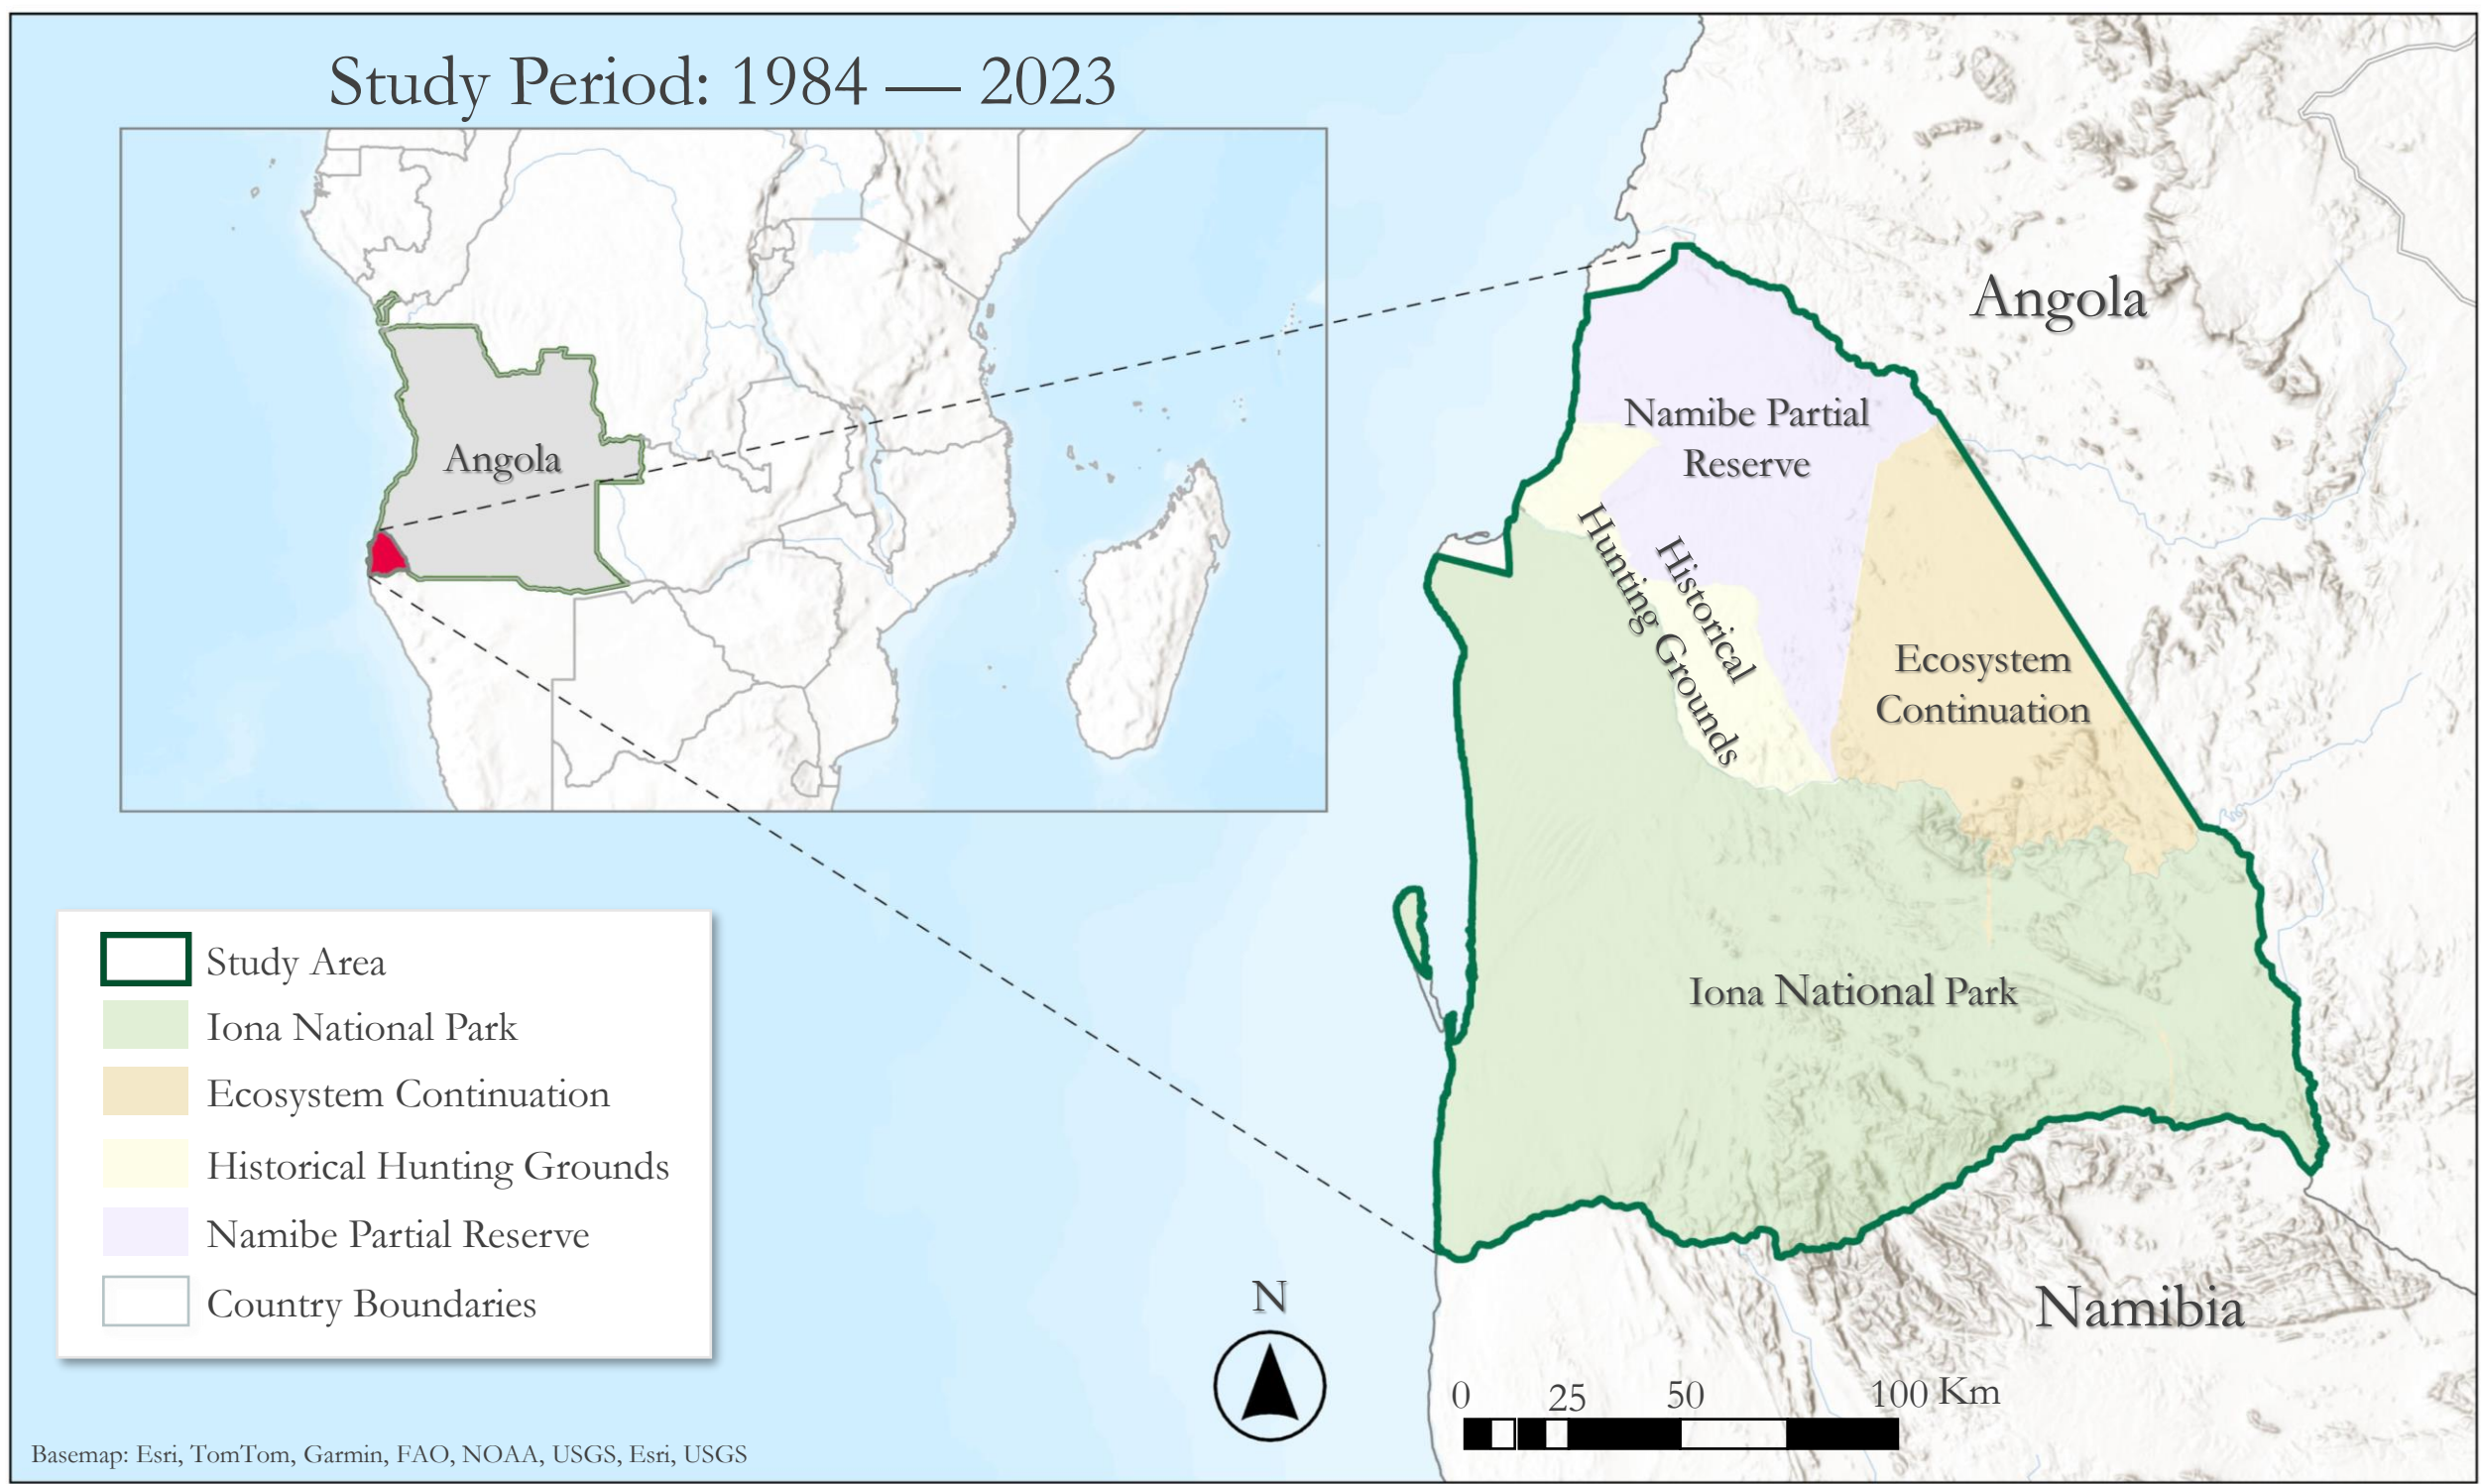 Study Period: 1984 — 2023
Angola
Angola
Namibe Partial
Reserve
Historical
Hunting Grounds
Ecosystem
Continuation
Iona National Park
Study Area
Iona National Park
Ecosystem Continuation
Historical Hunting Grounds
Namibe Partial Reserve
Country Boundaries
N
Namibia
0 25 50 100 Km
Basemap: Esri, TomTom, Garmin, FAO, NOAA, USGS, Esri, USGS